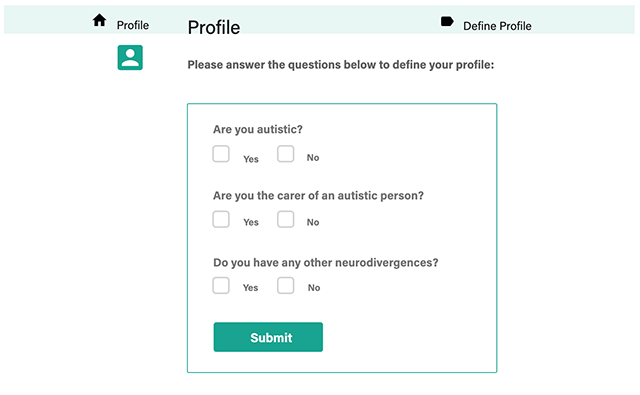 Profile
Profile
Define Profile
Please answer the questions below to define your profile:
Are you autistic?
Yes No
Are you the carer of an autistic person?
Yes No
Do you have any other neurodivergences?
Yes No
Submit